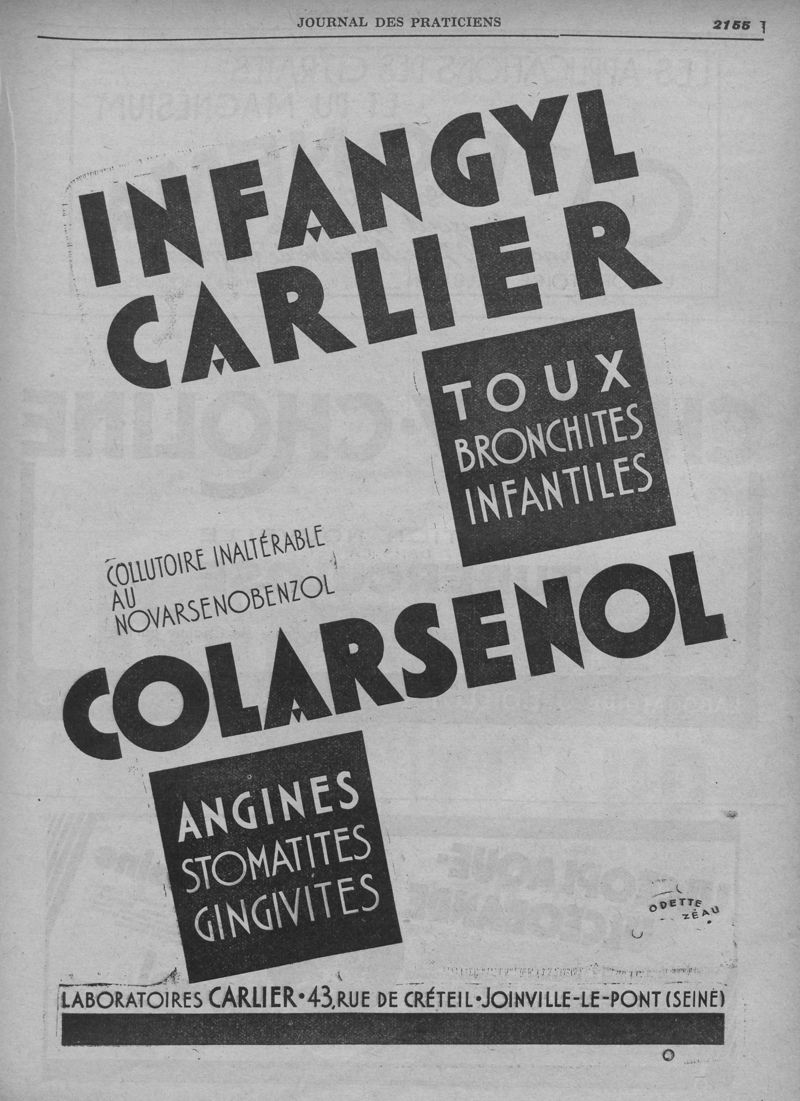 JOURNAL DES PRATICIENS 2155
INFANGYL
CARLIER
TOUX
BRONCHITES
INFANTILES
COLLUTOIRE INALTÉRABLE
AU
NOVARSENOBENZOL
COLARSENOL
ANGINES
STOMATITES
GINGIVITES
ODETTE
ZÉAU
LABORATOIRES CARLIER•43,RUE DE CRÉTEIL•JOINVILLE-LE-PONT (SEINE)